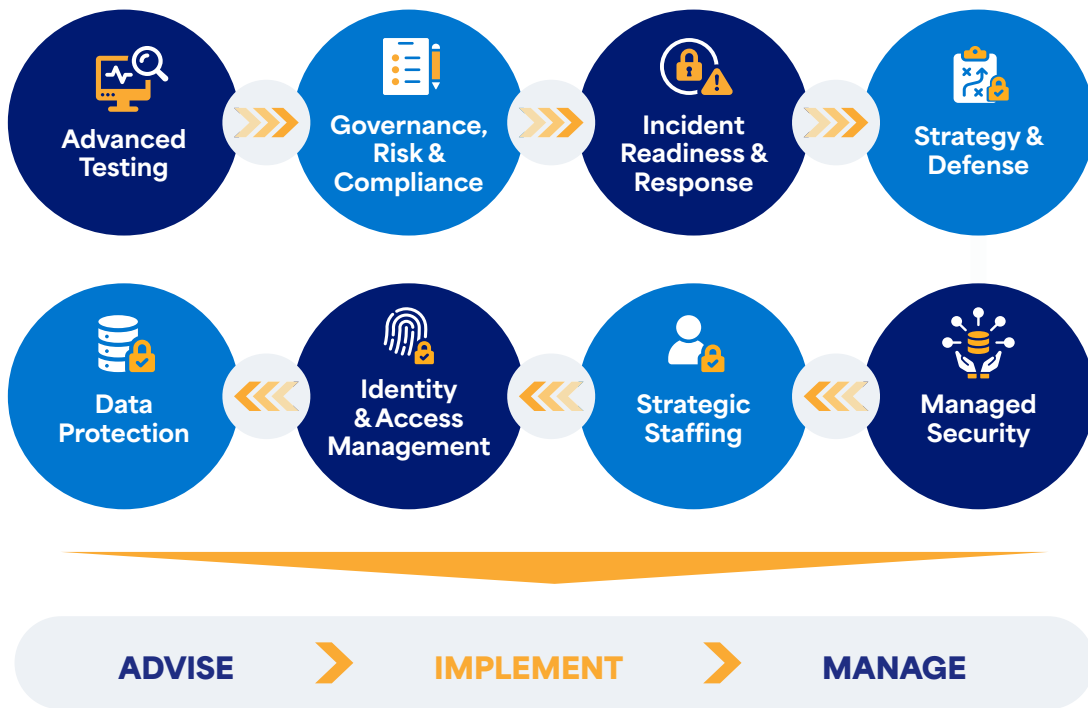 Advanced
Testing
Governance,
Risk &
Compliance
Incident
Readiness &
Response
Strategy &
Defense
Data
Protection
Identity
& Access
Management
Strategic
Staffing
Managed
Security
ADVISE
IMPLEMENT
MANAGE